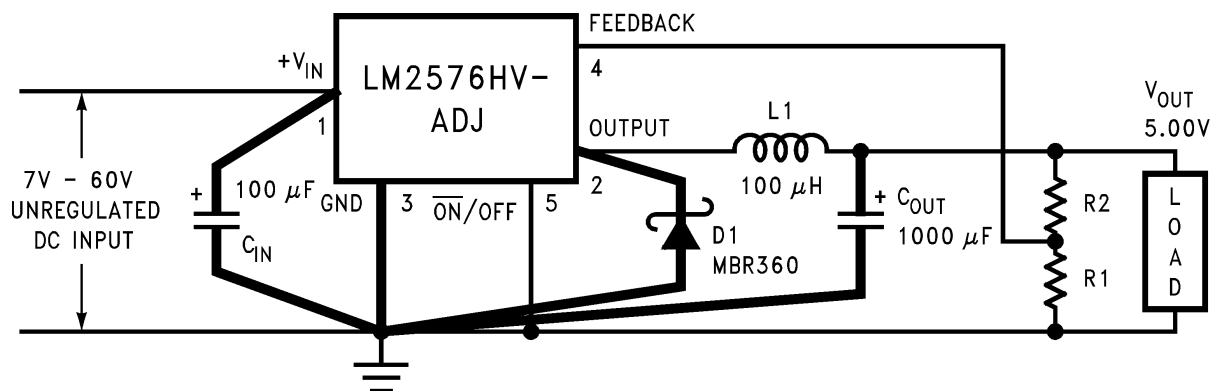 FEEDBACK
4
+VIN
LM2576HV-
ADJ
1
OUTPUT
2
L1
100 μH
VOUT
5.00V
7V - 60V
UNREGULATED
DC INPUT
+
100 μF
CIN
GND
3
ON/OFF
5
D1
MBR360
+
COUT
1000 μF
R2
R1
LOAD